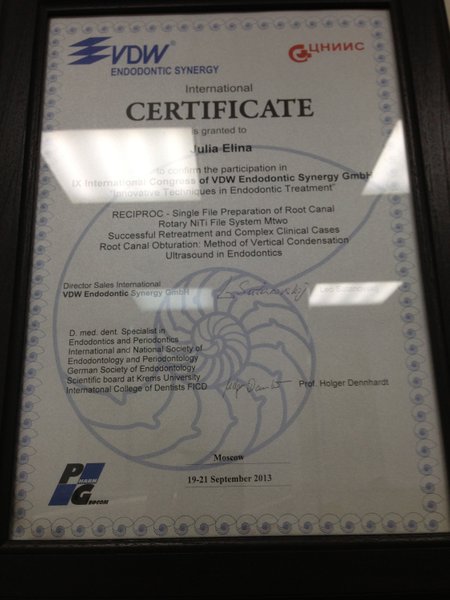 VDW®
ENDODONTIC SYNERGY
ЦНИИС
International
CERTIFICATE
is granted to
Julia Elina
to confirm the participation in
IX International Congress of VDW Endodontic Synergy GmbH
"Innovative Techniques in Endodontic Treatment"
RECIPROC - Single File Preparation of Root Canal
Rotary NiTi File System Mtwo
Successful Retreatment and Complex Clinical Cases
Root Canal Obturation: Method of Vertical Condensation
Ultrasound in Endodontics
Director Sales International
VDW Endodontic Synergy GmbH
D. med. dent. Specialist in
Endodontics and Periodontics
International and National Society of
Endodontology and Periodontology
German Society of Endodontology
Scientific board at Krems University
International College of Dentists FICD
Prof. Holger Dennhardt
Moscow
19-21 September 2013